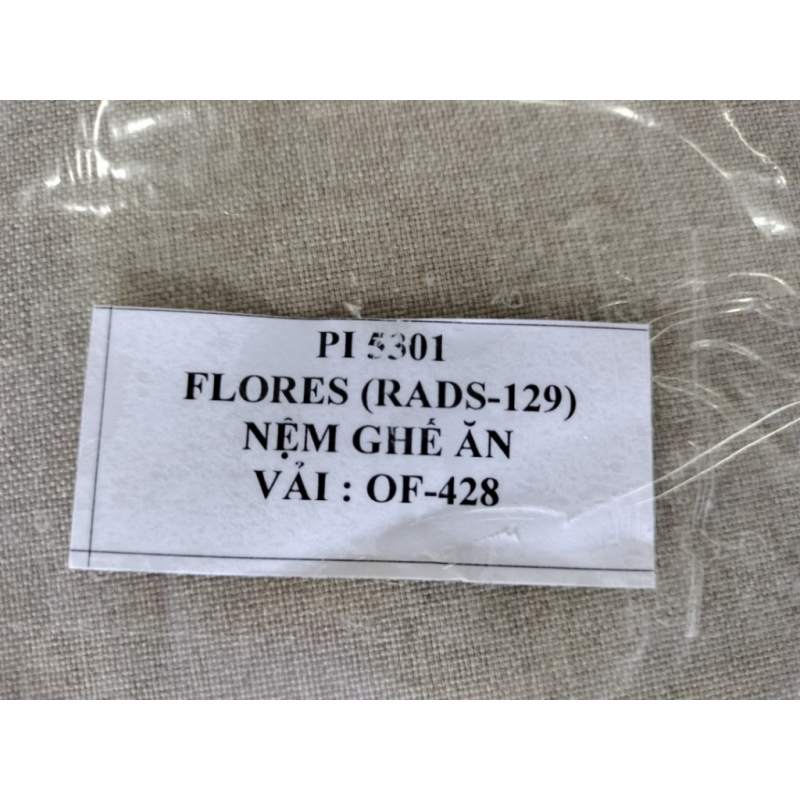 PI 5301
FLORES (RADS-129)
NỆM GHẾ ĂN
VẢI : OF-428